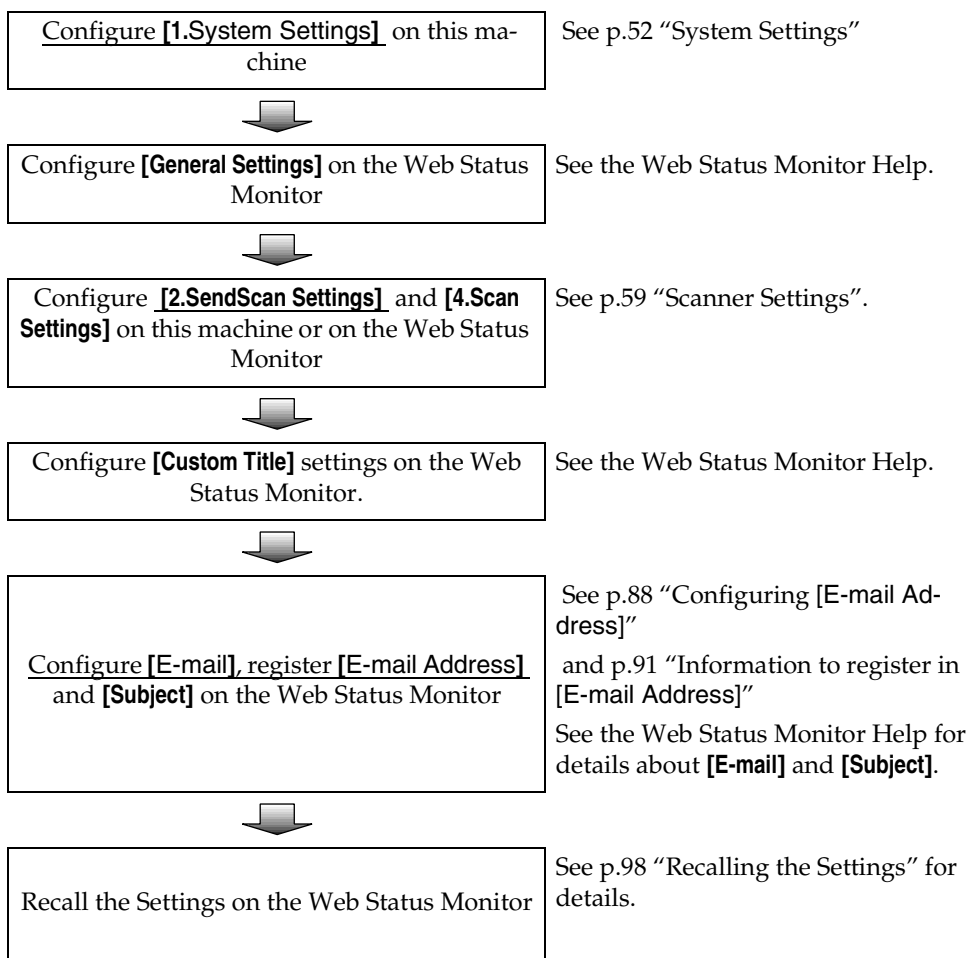 Configure [1.System Settings] on this ma-
chine
See p.52 “System Settings”
Configure [General Settings] on the Web Status
Monitor
See the Web Status Monitor Help.
Configure [2.SendScan Settings] and [4.Scan
Settings] on this machine or on the Web Status
Monitor
See p.59 “Scanner Settings”.
Configure [Custom Title] settings on the Web
Status Monitor.
See the Web Status Monitor Help.
Configure [E-mail], register [E-mail Address]
and [Subject] on the Web Status Monitor
See p.88 “Configuring [E-mail Ad-
dress]”
and p.91 “Information to register in
[E-mail Address]”
See the Web Status Monitor Help for
details about [E-mail] and [Subject].
Recall the Settings on the Web Status Monitor
See p.98 “Recalling the Settings” for
details.